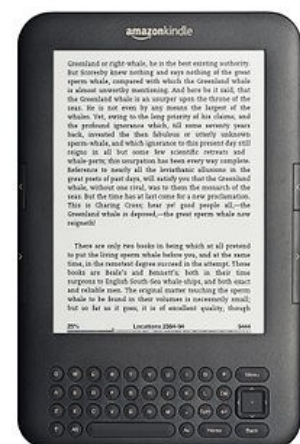 amazonkindle
Greenland or right-whale, he is the best existing authority.
But Scoresby knew nothing and says nothing of the great
sperm whale, compared with which the Greenland whale
is almost unworthy mentioning. And here be it said, that
the Greenland whale is an usurper upon the throne of the
seas. He is not even by any means the largest of the
whales. Yet, owing to the long priority of his claims, and
the profound ignorance which, till some seventy years
back, invested the then fabulous or utterly unknown
sperm-whale, and which ignorance to this present day still
reigns in all but some few scientific retreats and
whale-ports; this usurpation has been every way complete.
Reference to nearly all the leviathanic allusions in the
great poets of past days, will satisfy you that the Greenland
whale, without one rival, was to them the monarch of the
seas. But the time has at last come for a new proclamation.
This is Charing Cross; hear ye! good people all,—the
Greenland whale is deposed,—the great sperm whale now
reigneth!
There are only two books in being which at all pretend
to put the living sperm whale before you, and at the same
time, in the remotest degree succeed in the attempt. Those
books are Beale's and Bennett's; both in their time
surgeons to English South-Sea whale-ships, and both exact
and reliable men. The original matter touching the sperm
whale to be found in their volumes is necessarily small;
but so far as it goes, it is of excellent quality, though
25% Locations 2384-94 9444
Menu
Home Back